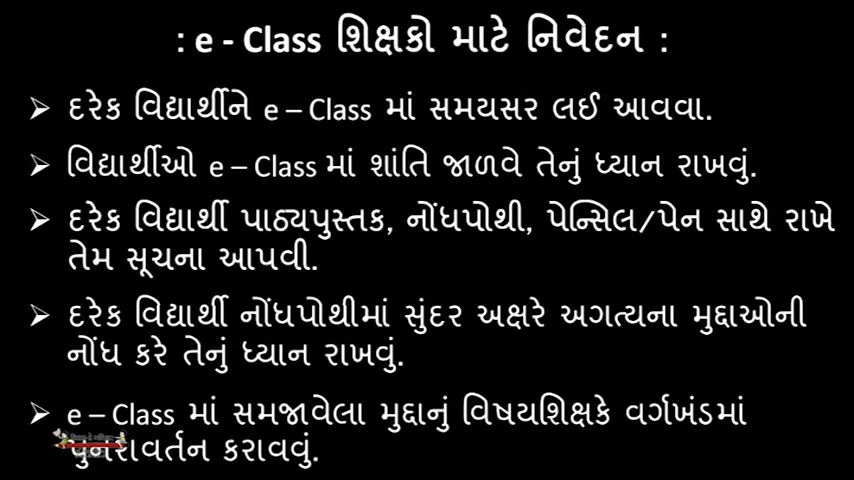 : e - Class શિક્ષકો માટે નિવેદન :
➢ દરેક વિદ્યાર્થીને e – Class માં સમયસર લઈ આવવા.
➢ વિદ્યાર્થીઓ e – Class માં શાંતિ જાળવે તેનું ધ્યાન રાખવું.
➢ દરેક વિદ્યાર્થી પાઠ્યપુસ્તક, નોંધપોથી, પેન્સિલ/પેન સાથે રાખે
તેમ સૂચના આપવી.
➢ દરેક વિદ્યાર્થી નોંધપોથીમાં સુંદર અક્ષરે અગત્યના મુદ્દાઓની
નોંધ કરે તેનું ધ્યાન રાખવું.
➢ e – Class માં સમજાવેલા મુદ્દાનું વિષયશિક્ષકે વર્ગખંડમાં
પુનરાવર્તન કરાવવું.